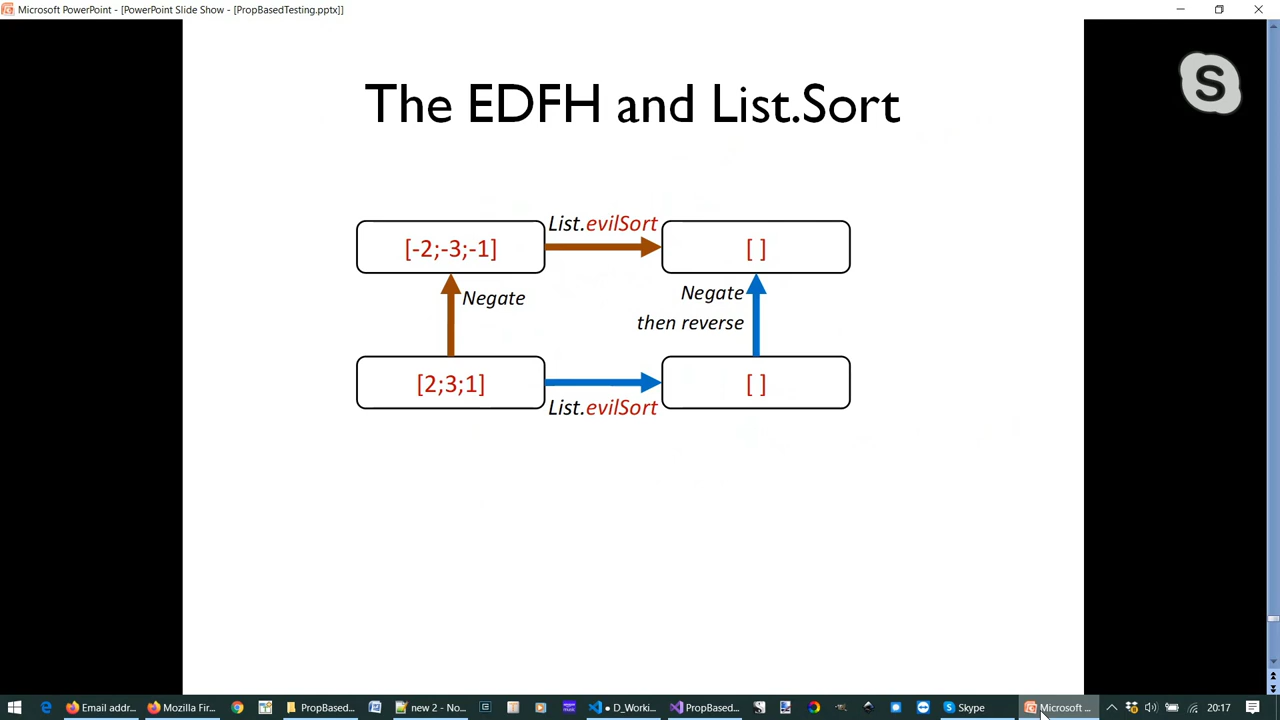 Microsoft PowerPoint - [PowerPoint Slide Show - [PropBasedTesting.pptx]]
S
The EDFH and List.Sort
List.evilSort
[-2;-3;-1]
[ ]
Negate
Negate
then reverse
[2;3;1]
[ ]
List.evilSort
Email addr...
Mozilla Fir...
PropBased...
new 2 - No...
D_Worki...
PropBased...
Skype
Microsoft ...
20:17